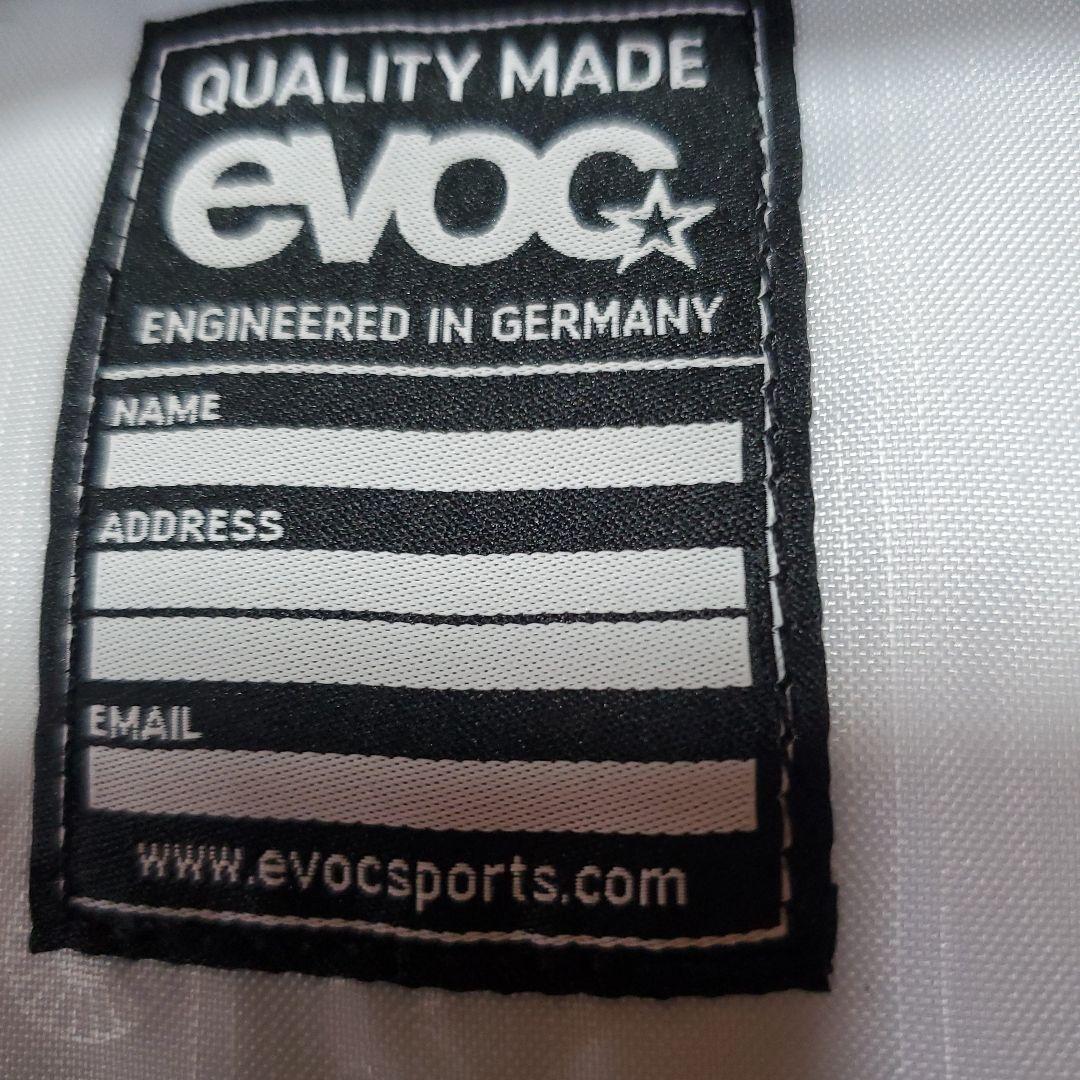 QUALITY MADE
evoc
ENGINEERED IN GERMANY
NAME
ADDRESS
EMAIL
www.evocsports.com